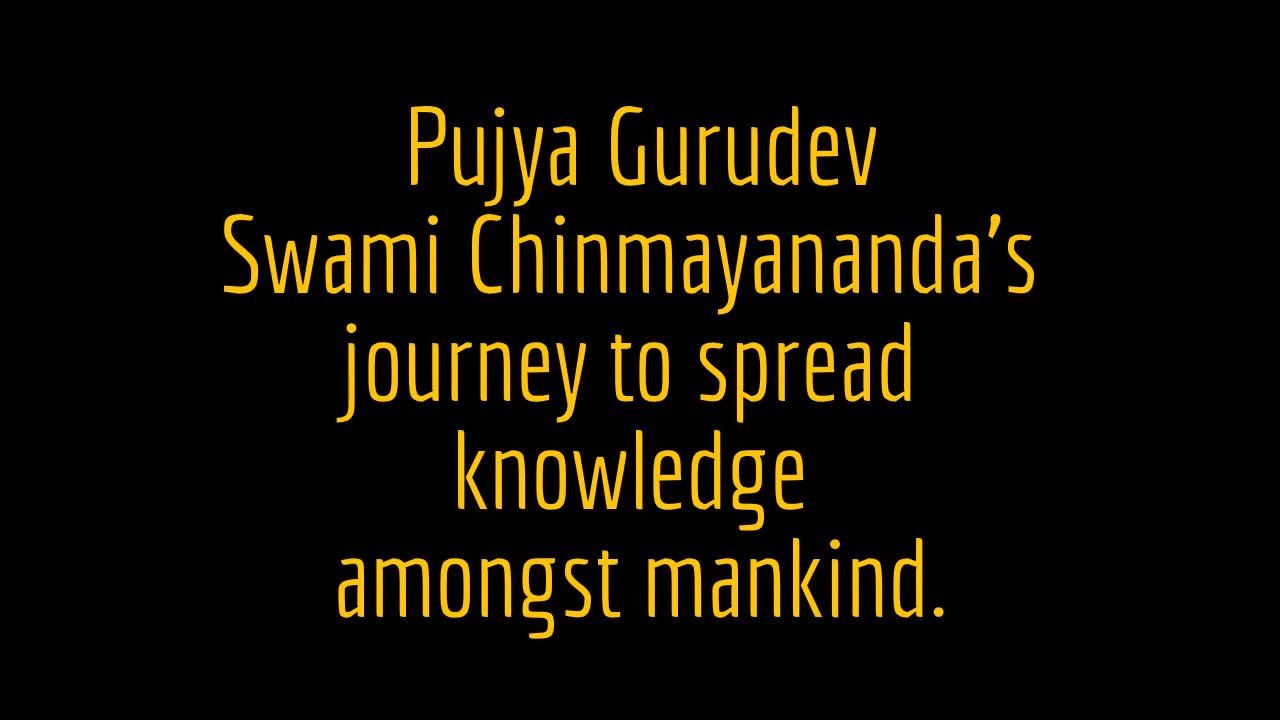 Pujya Gurudev
Swami Chinmayananda’s
journey to spread
knowledge
amongst mankind.